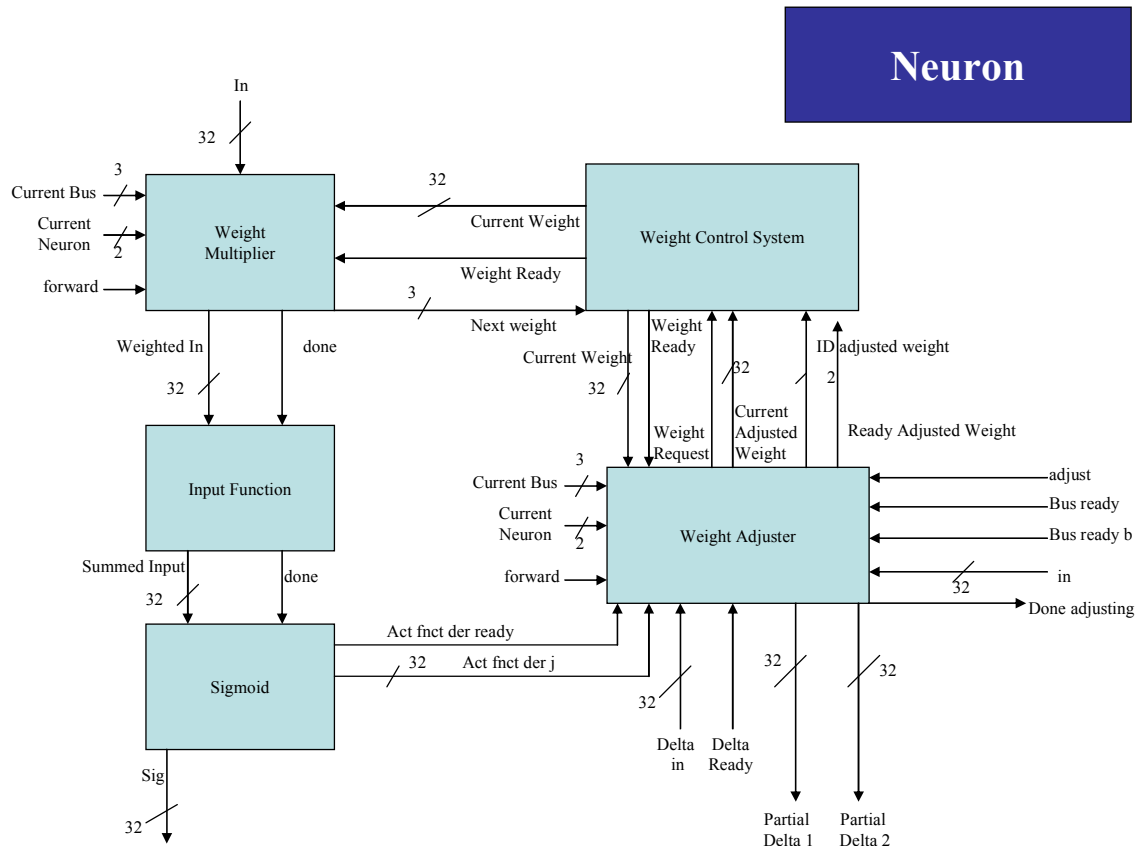 Neuron
In
32
3
Current Bus
Current
Neuron
2
forward
Weight
Multiplier
32
Current Weight
Weight Ready
3
Next weight
Weight Control System
Weighted In
done
32
Current Weight
32
Weight
Ready
32
ID adjusted weight
2
Weight
Request
Current
Adjusted
Weight
Ready Adjusted Weight
Input Function
3
Current Bus
Current
Neuron
2
forward
Weight Adjuster
adjust
Bus ready
Bus ready b
in
32
Done adjusting
Summed Input
done
32
Sigmoid
Act fnct der ready
32
Act fnct der j
32
Delta
in
Delta
Ready
32
32
Partial
Delta 1
Partial
Delta 2
Sig
32